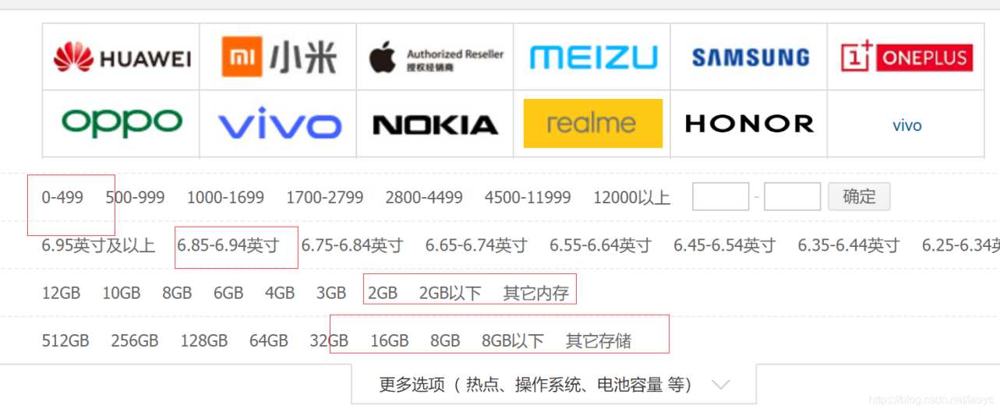 HUAWEI mi 小米 Authorized Reseller MEIZU SAMSUNG 1+ ONEPLUS
授权经销商
oppo vivo NOKIA realme HONOR vivo
0-499 500-999 1000-1699 1700-2799 2800-4499 4500-11999 12000以上 - 确定
6.95英寸及以上 6.85-6.94英寸 6.75-6.84英寸 6.65-6.74英寸 6.55-6.64英寸 6.45-6.54英寸 6.35-6.44英寸 6.25-6.34英
12GB 10GB 8GB 6GB 4GB 3GB 2GB 2GB以下 其它内存
512GB 256GB 128GB 64GB 32GB 16GB 8GB 8GB以下 其它存储
更多选项（ 热点、操作系统、电池容量 等）
https://blog.csdn.net/leayc